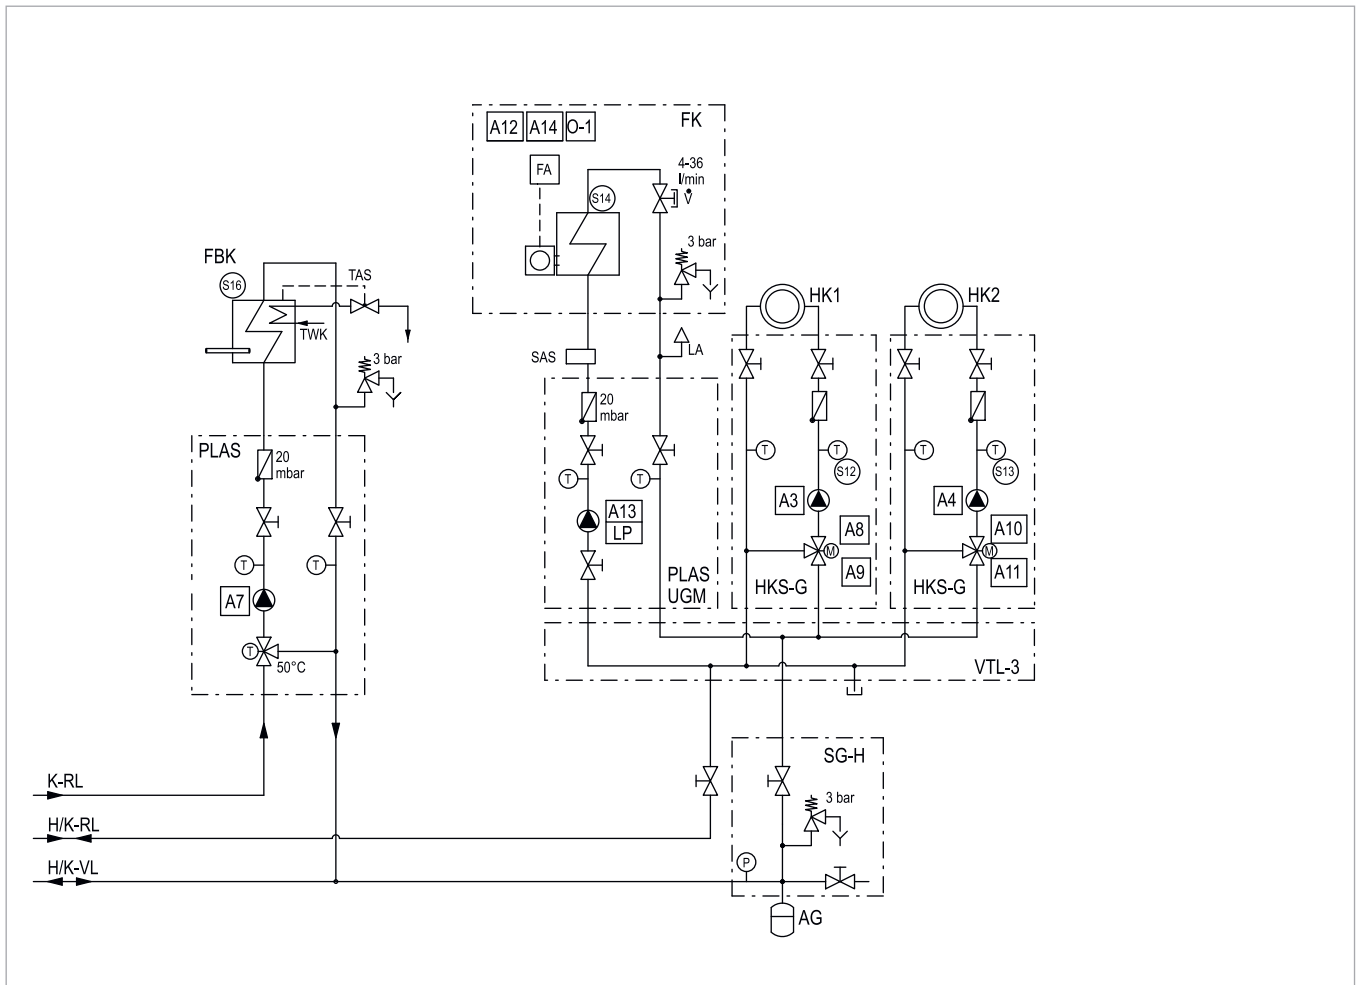 FK
A12 A14 O-1
FA
4-36
l/min
V̇
S14
3 bar
FBK
S16
TAS
TWK
3 bar
HK1
HK2
SAS
LA
20
mbar
PLAS
20
mbar
T
T
T
T
T
T
S12
S13
A13
LP
A3
A4
A8
M
A9
A10
M
A11
T
T
A7
PLAS
UGM
HKS-G
HKS-G
T
50°C
VTL-3
SG-H
K-RL
3 bar
H/K-RL
P
H/K-VL
AG